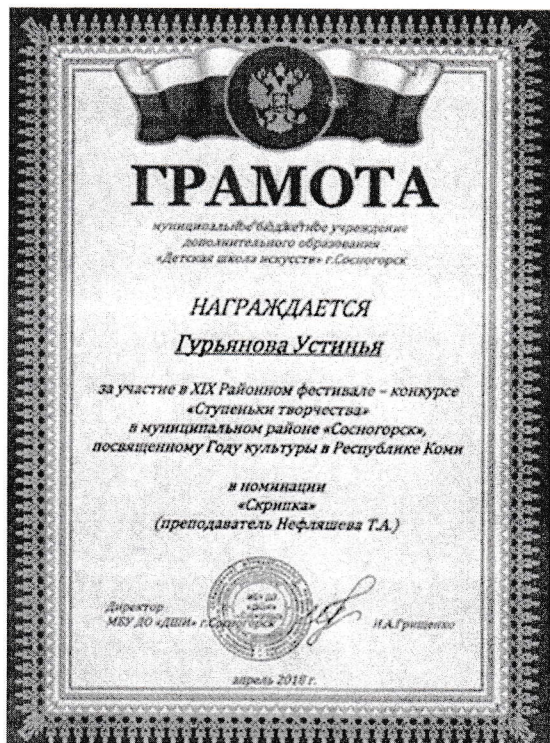 ГРАМОТА
муниципальное бюджетное учреждение
дополнительного образования
«Детская школа искусств» г.Сосногорск
НАГРАЖДАЕТСЯ
Гурьянова Устинья
за участие в XIX Районном фестивале – конкурсе
«Ступеньки творчества»
в муниципальном районе «Сосногорск»,
посвященному Году культуры в Республике Коми
в номинации
«Скрипка»
(преподаватель Нефляшева Т.А.)
Директор
МБУ ДО «ДШИ» г.Сосногорск
И.А.Грищенко
апрель 2018 г.